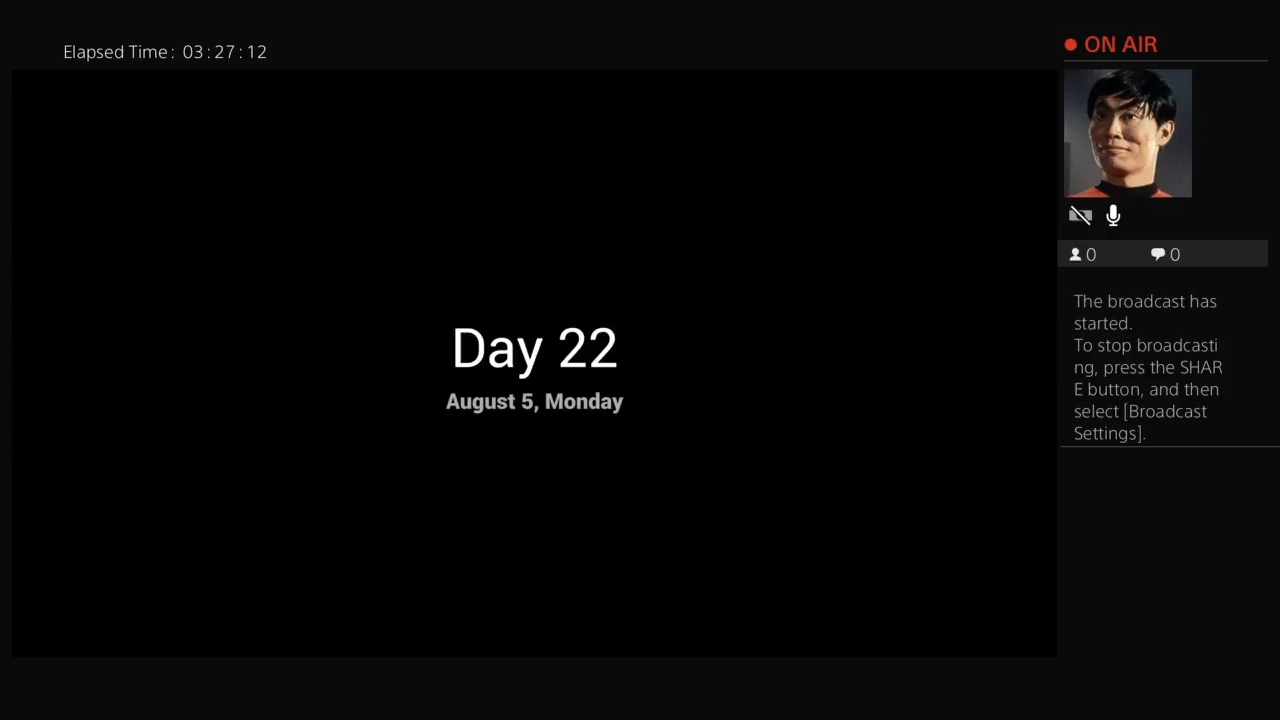 Elapsed Time: 03:27:12
ON AIR
0
0
Day 22
August 5, Monday
The broadcast has
started.
To stop broadcasti
ng, press the SHAR
E button, and then
select [Broadcast
Settings].